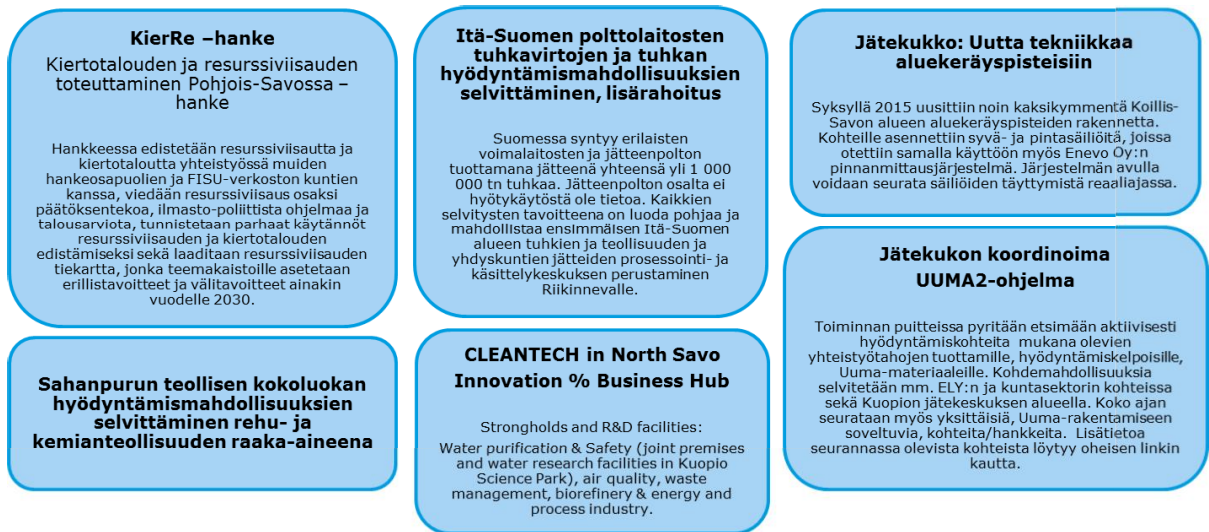 KierRe –hanke
Kiertotalouden ja resurssiviisauden
toteuttaminen Pohjois-Savossa –
hanke
Hankkeessa edistetään resurssiviisautta ja
kiertotaloutta yhteistyössä muiden
hankeosapuolien ja FISU-verkoston kuntien
kanssa, viedään resurssiviisaus osaksi
päätöksentekoa, ilmasto-poliittista ohjelmaa ja
talousarviota, tunnistetaan parhaat käytännöt
resurssiviisauden ja kiertotalouden
edistämiseksi sekä laaditaan resurssiviisauden
tiekartta, jonka teemakaistoille asetetaan
erillistavoitteet ja välitavoitteet ainakin
vuodelle 2030.
Sahanpurun teollisen kokoluokan
hyödyntämismahdollisuuksien
selvittäminen rehu- ja
kemianteollisuuden raaka-aineena
Itä-Suomen polttolaitosten
tuhkavirtojen ja tuhkan
hyödyntämismahdollisuuksien
selvittäminen, lisärahoitus
Suomessa syntyy erilaisten
voimalaitosten ja jätteenpolton
tuottamana jätteenä yhteensä yli 1 000
000 tn tuhkaa. Jätteenpolton osalta ei
hyötykäytöstä ole tietoa. Kaikkien
selvitysten tavoitteena on luoda pohjaa ja
mahdollistaa ensimmäisen Itä-Suomen
alueen tuhkien ja teollisuuden ja
yhdyskuntien jätteiden prosessointi- ja
käsittelykeskuksen perustaminen
Riikinnevalle.
CLEANTECH in North Savo
Innovation % Business Hub
Strongholds and R&D facilities:
Water purification & Safety (joint premises
and water research facilities in Kuopio
Science Park), air quality, waste
management, biorefinery & energy and
process industry.
Jätekukko: Uutta tekniikkaa
aluekeräyspisteisiin
Syksyllä 2015 uusittiin noin kaksikymmentä Koillis-
Savon alueen aluekeräyspisteiden rakennetta.
Kohteille asennettiin syvä- ja pintasäiliöitä, joissa
otettiin samalla käyttöön myös Enevo Oy:n
pinnanmittausjärjestelmä. Järjestelmän avulla
voidaan seurata säiliöiden täyttymistä reaaliajassa.
Jätekukon koordinoima
UUMA2-ohjelma
Toiminnan puitteissa pyritään etsimään aktiivisesti
hyödyntämiskohteita mukana olevien
yhteistyötahojen tuottamille, hyödyntämiskelpoisille,
Uuma-materiaaleille. Kohdemahdollisuuksia
selvitetään mm. ELY:n ja kuntasektorin kohteissa
sekä Kuopion jätekeskuksen alueella. Koko ajan
seurataan myös yksittäisiä, Uuma-rakentamiseen
soveltuvia, kohteita/hankkeita. Lisätietoa
seurannassa olevista kohteista löytyy oheisen linkin
kautta.